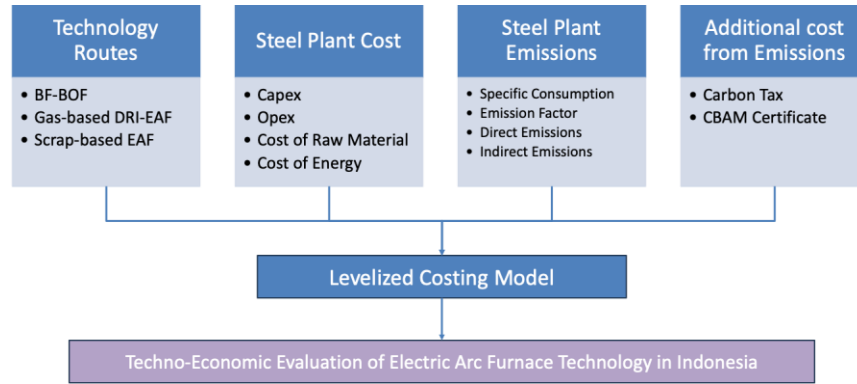 Technology
Routes
• BF-BOF
• Gas-based DRI-EAF
• Scrap-based EAF
Steel Plant Cost
• Capex
• Opex
• Cost of Raw Material
• Cost of Energy
Steel Plant
Emissions
• Specific Consumption
• Emission Factor
• Direct Emissions
• Indirect Emissions
Additional cost
from Emissions
• Carbon Tax
• CBAM Certificate
Levelized Costing Model
Techno-Economic Evaluation of Electric Arc Furnace Technology in Indonesia